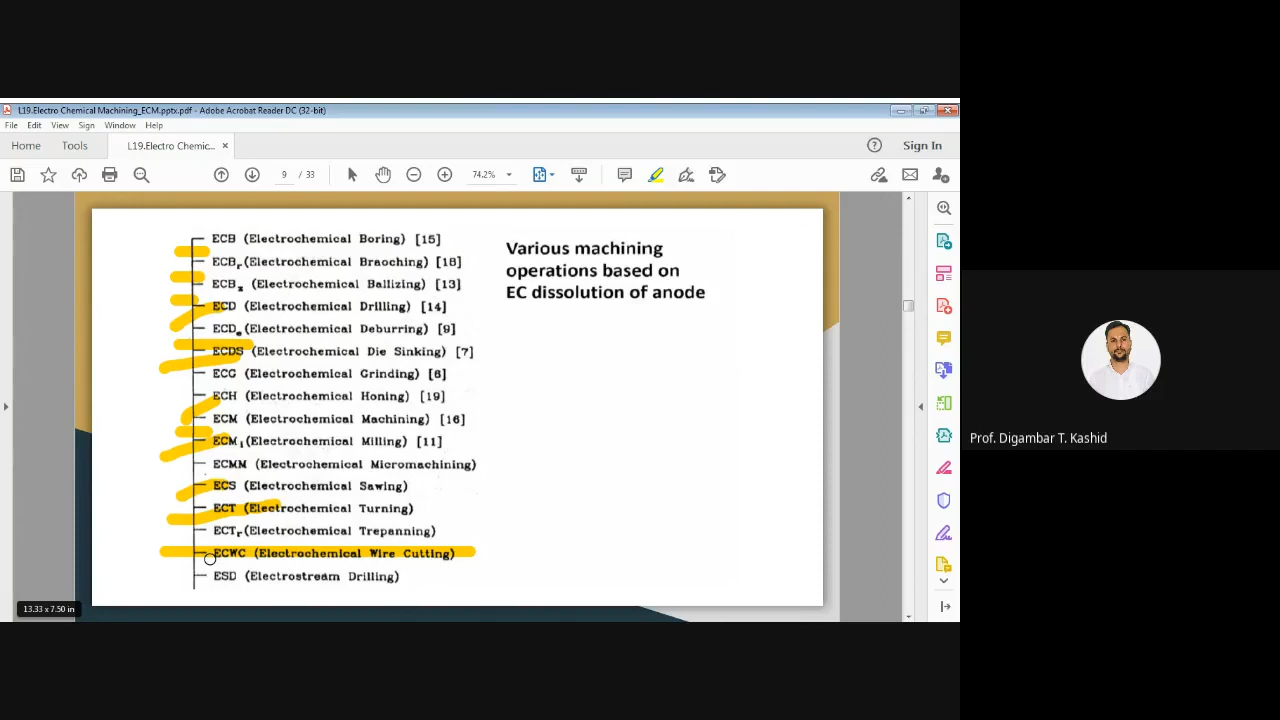 L19.Electro Chemical Machining_ECM.pptx.pdf - Adobe Acrobat Reader DC (32-bit)
File Edit View Sign Window Help
Home Tools L19.Electro Chemic... × Sign In
9 / 33 74.2%
ECB (Electrochemical Boring) [15]
ECBr(Electrochemical Braoching) [18]
(Electrochemical Ballizing) [13]
ECD (Electrochemical Drilling) [14]
ECDe(Electrochemical Deburring) [9]
ECDS (Electrochemical Die Sinking) [7]
ECG (Electrochemical Grinding) [6]
ECH (Electrochemical Honing) [19]
ECM (Electrochemical Machining) [16]
ECMi(Electrochemical Milling) [11]
ECMM (Electrochemical Micromachining)
ECS (Electrochemical Sawing)
ECT (Electrochemical Turning)
ECTr(Electrochemical Trepanning)
ECWC (Electrochemical Wire Cutting)
ESD (Electrostream Drilling)
Various machining
operations based on
EC dissolution of anode
13.33 x 7.50 in
Prof. Digambar T. Kashid